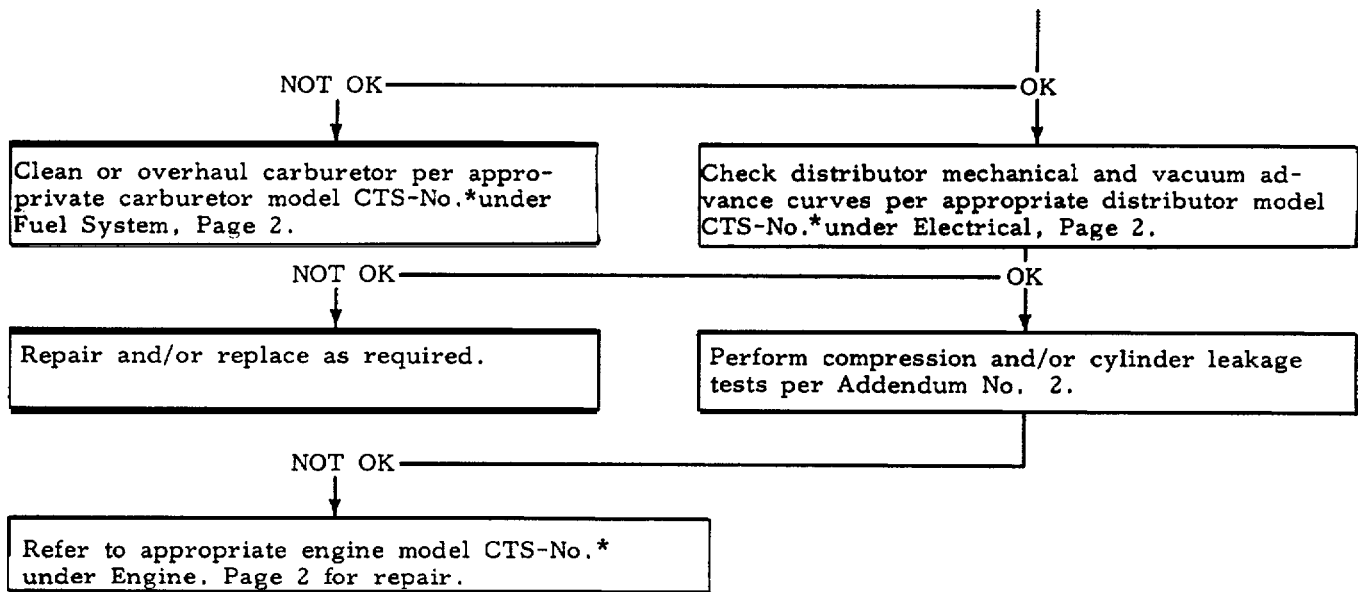 NOT OK OK
Clean or overhaul carburetor per appro-
private carburetor model CTS-No.*under
Fuel System, Page 2.
Check distributor mechanical and vacuum ad-
vance curves per appropriate distributor model
CTS-No.*under Electrical, Page 2.
NOT OK OK
Repair and/or replace as required.
Perform compression and/or cylinder leakage
tests per Addendum No. 2.
NOT OK
Refer to appropriate engine model CTS-No.*
under Engine. Page 2 for repair.